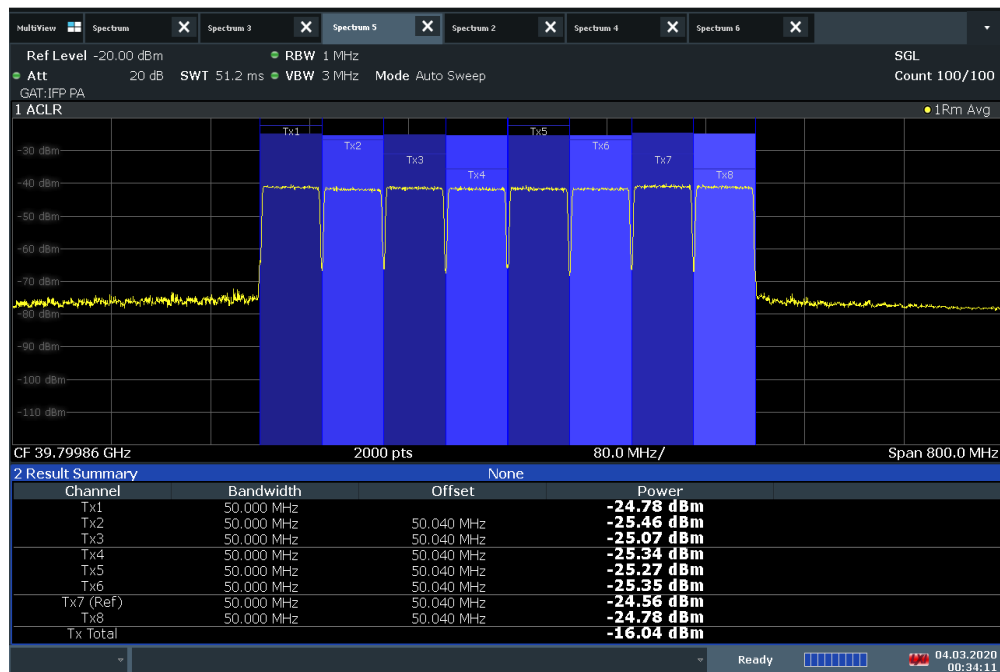 MultiView Spectrum X Spectrum 3 X Spectrum 5 X Spectrum 2 X Spectrum 4 X Spectrum 6 X
Ref Level -20.00 dBm RBW 1 MHz SGL
Att 20 dB SWT 51.2 ms VBW 3 MHz Mode Auto Sweep Count 100/100
GAT:IFP PA
1 ACLR 1Rm Avg
Tx1 Tx5
Tx2 Tx6
-30 dBm
Tx3 Tx7
Tx4 Tx8
-40 dBm
-50 dBm
-60 dBm
-70 dBm
-80 dBm
-90 dBm
-100 dBm
-110 dBm
CF 39.79986 GHz 2000 pts 80.0 MHz/ Span 800.0 MHz
2 Result Summary None
Channel Bandwidth Offset Power
Tx1 50.000 MHz -24.78 dBm
Tx2 50.000 MHz 50.040 MHz -25.46 dBm
Tx3 50.000 MHz 50.040 MHz -25.07 dBm
Tx4 50.000 MHz 50.040 MHz -25.34 dBm
Tx5 50.000 MHz 50.040 MHz -25.27 dBm
Tx6 50.000 MHz 50.040 MHz -25.35 dBm
Tx7 (Ref) 50.000 MHz 50.040 MHz -24.56 dBm
Tx8 50.000 MHz 50.040 MHz -24.78 dBm
Tx Total -16.04 dBm
Ready 04.03.2020
00:34:11